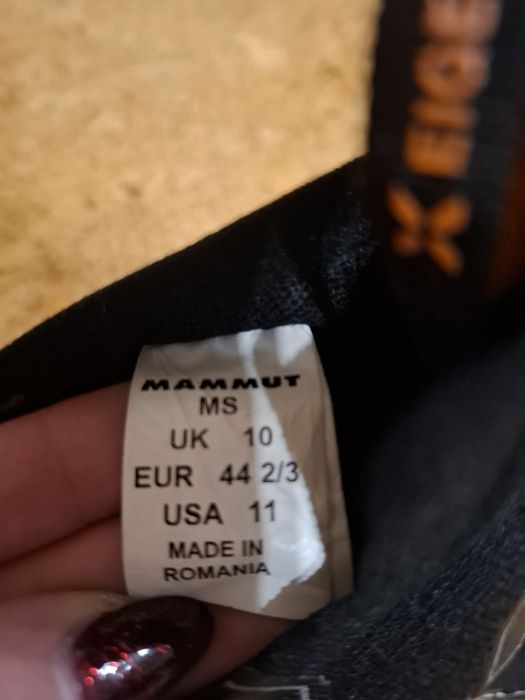 MAMMUT
MS
UK 10
EUR 44 2/3
USA 11
MADE IN
ROMANIA
EIGE